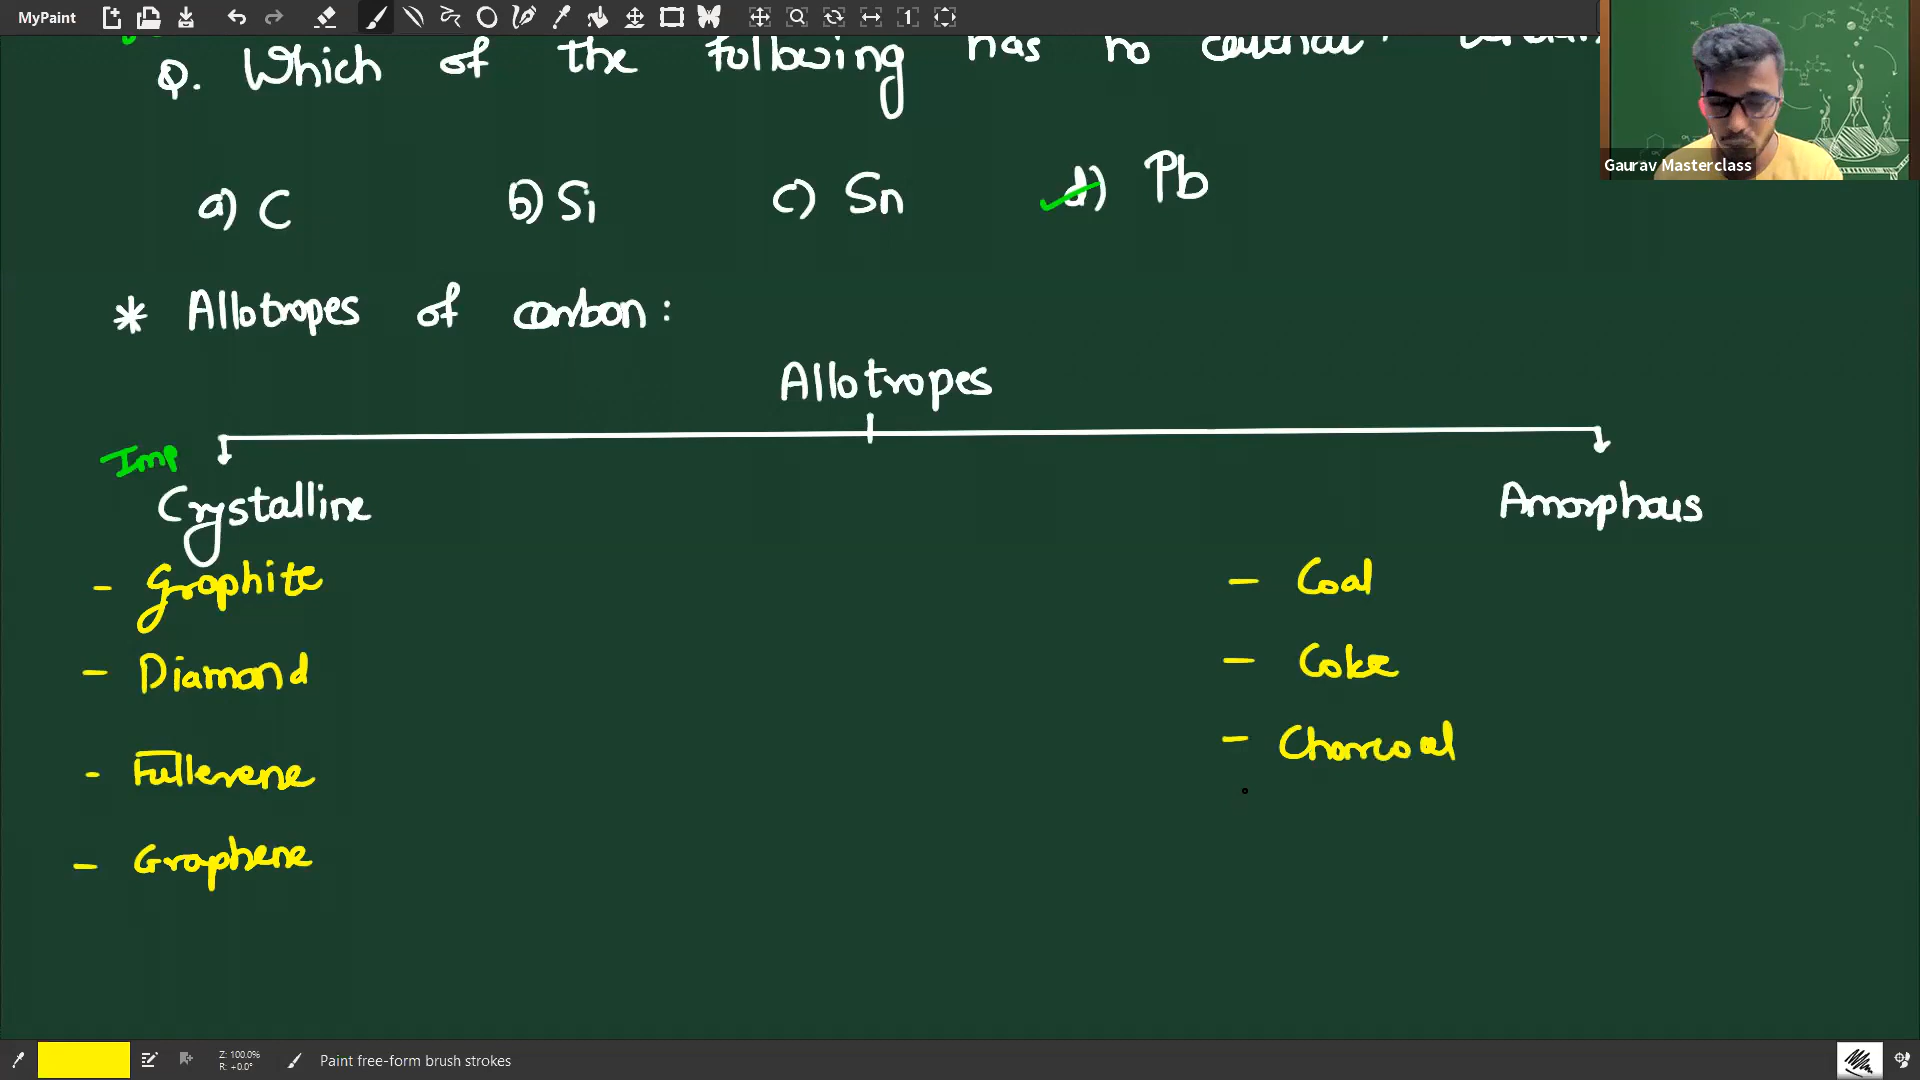 MyPaint
Q. Which of the following has no
a) C b) Si c) Sn d) Pb
Gaurav Masterclass
* Allotropes of carbon :
Allotropes
Imp
Crystalline
Amorphous
- Graphite
- Diamond
- Fullerene
- Graphene
- Coal
- Coke
- Charcoal
Z: 100.0%
R: +0.0°
Paint free-form brush strokes